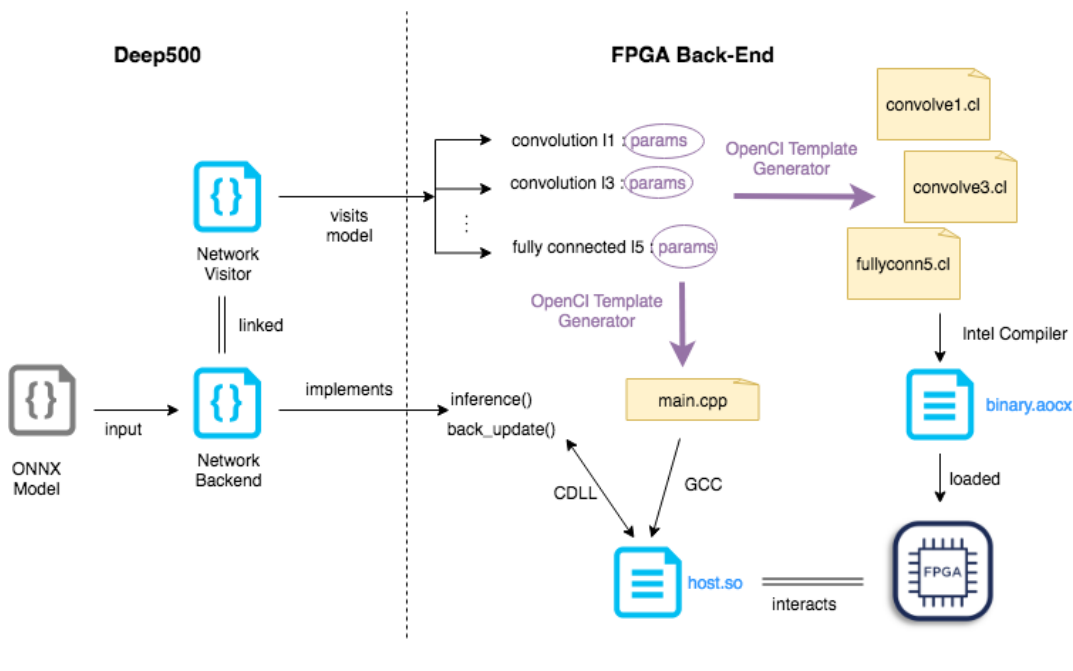 Deep500
FPGA Back-End
convolve1.cl
convolution l1 : params
OpenCl Template
Generator
convolution l3 : params
convolve3.cl
visits
model
Network
Visitor
fully connected l5 : params
fullyconn5.cl
OpenCl Template
Generator
linked
Intel Compiler
implements
main.cpp
inference()
back_update()
binary.aocx
input
ONNX
Model
Network
Backend
CDLL
GCC
loaded
FPGA
host.so
interacts